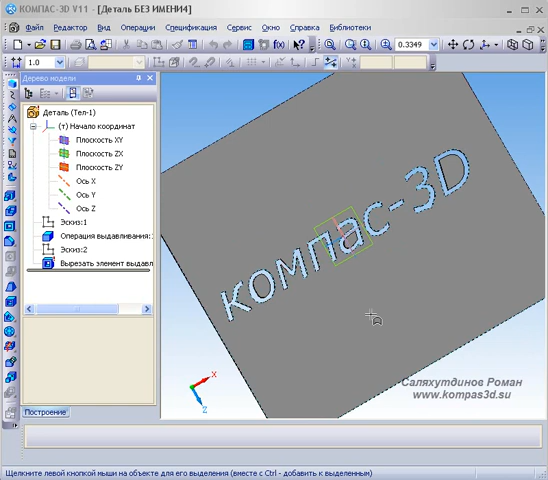 КОМПАС-3D V11 - [Деталь БЕЗ ИМЕНИ4]
Файл Редактор Вид Операции Спецификация Сервис Окно Справка Библиотеки
f(x) 0.3349
1.0
Дерево модели
Деталь (Тел-1)
(т) Начало координат
Плоскость XY
Плоскость ZX
Плоскость ZY
Ось X
Ось Y
Ось Z
Эскиз:1
Операция выдавливания:
Эскиз:2
Вырезать элемент выдавл
компас-3D
X
Z
Саляхутдинов Роман
www.kompas3d.su
Построение
Щелкните левой кнопкой мыши на объекте для его выделения (вместе с Ctrl - добавить к выделенным)